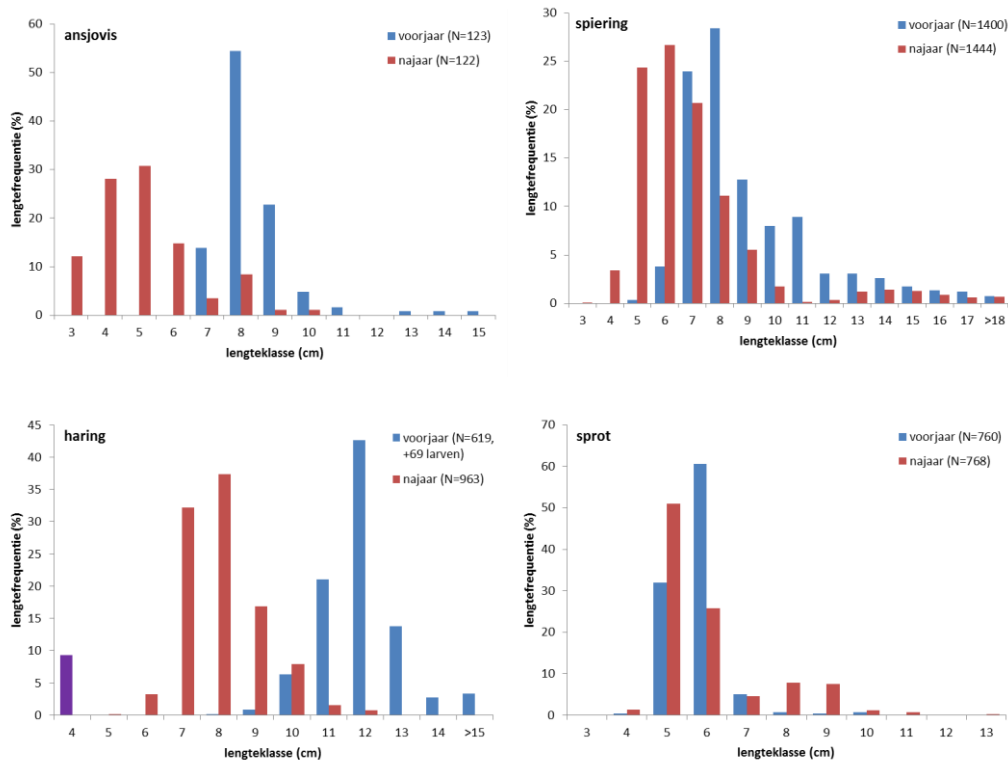 ansjovis
voorjaar (N=123)
najaar (N=122)
lengtefrequentie (%)
60
50
40
30
20
10
0
3 4 5 6 7 8 9 10 11 12 13 14 15
lengteklasse (cm)
spiering
voorjaar (N=1400)
najaar (N=1444)
lengtefrequentie (%)
30
25
20
15
10
5
0
3 4 5 6 7 8 9 10 11 12 13 14 15 16 17 >18
lengteklasse (cm)
haring
voorjaar (N=619,
+69 larven)
najaar (N=963)
lengtefrequentie (%)
45
40
35
30
25
20
15
10
5
0
4 5 6 7 8 9 10 11 12 13 14 >15
lengteklasse (cm)
sprot
voorjaar (N=760)
najaar (N=768)
lengtefrequentie (%)
70
60
50
40
30
20
10
0
3 4 5 6 7 8 9 10 11 12 13
lengteklasse (cm)